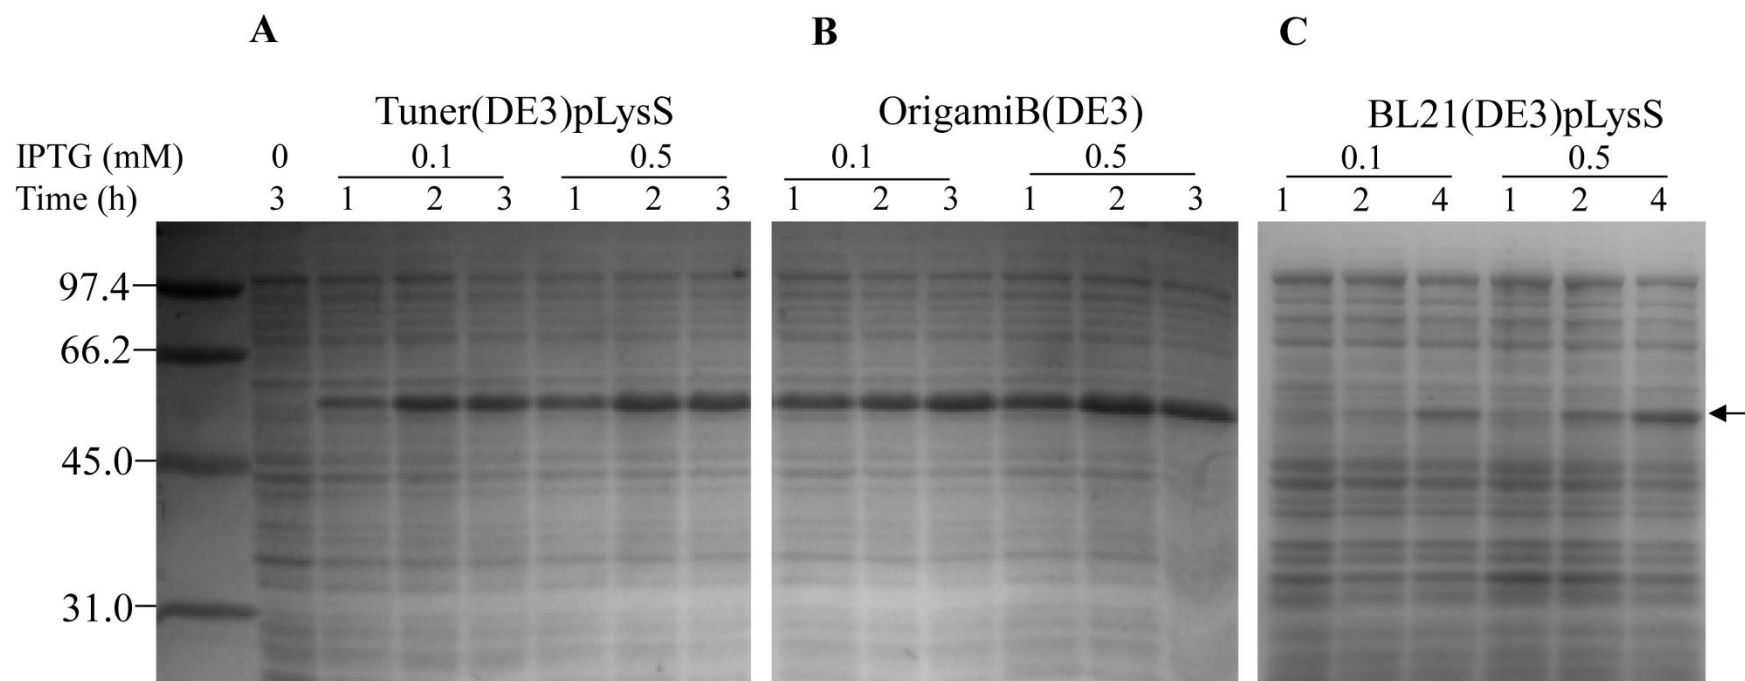 A B C
Tuner(DE3)pLysS OrigamiB(DE3) BL21(DE3)pLysS
IPTG (mM) 0 0.1 0.5 0.1 0.5 0.1 0.5
Time (h) 3 1 2 3 1 2 3 1 2 3 1 2 3 1 2 4 1 2 4
97.4
66.2
45.0
31.0